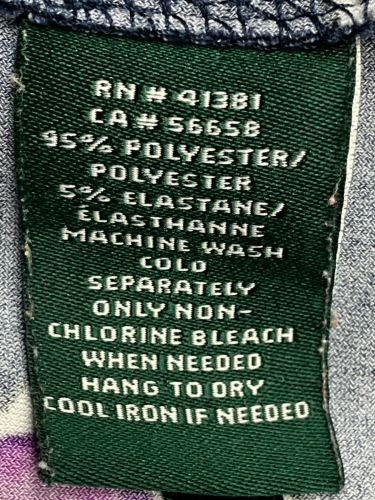 RN # 41381
CA # 56658
95% POLYESTER/
POLYESTER
5% ELASTANE/
ÉLASTHANNE
MACHINE WASH
COLD
SEPARATELY
ONLY NON-
CHLORINE BLEACH
WHEN NEEDED
HANG TO DRY
COOL IRON IF NEEDED